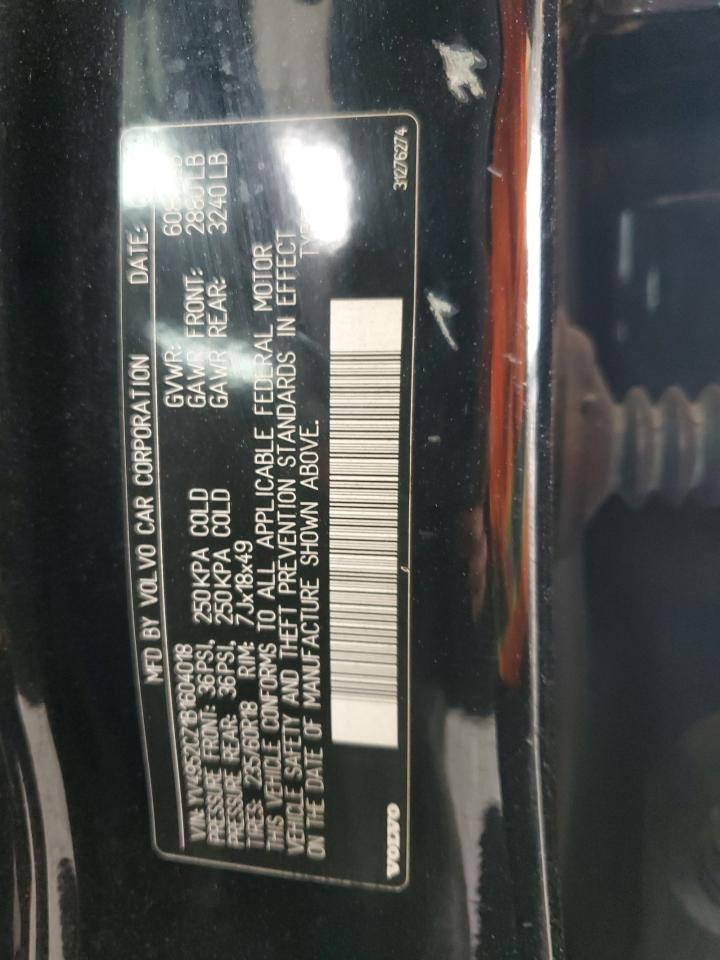 MFD BY VOLVO CAR CORPORATION DATE:
VIN: YV4952CZ1B1604018 GVWR:
PRESSURE FRONT: 36PSI, 250KPA COLD GAWR FRONT: 2860 LB
PRESSURE REAR: 36PSI, 250KPA COLD GAWR REAR: 3240 LB
TIRES: 235/60R18 RIM: 7Jx18x49
THIS VEHICLE CONFORMS TO ALL APPLICABLE FEDERAL MOTOR
VEHICLE SAFETY AND THEFT PREVENTION STANDARDS IN EFFECT
ON THE DATE OF MANUFACTURE SHOWN ABOVE.
VOLVO 31276274